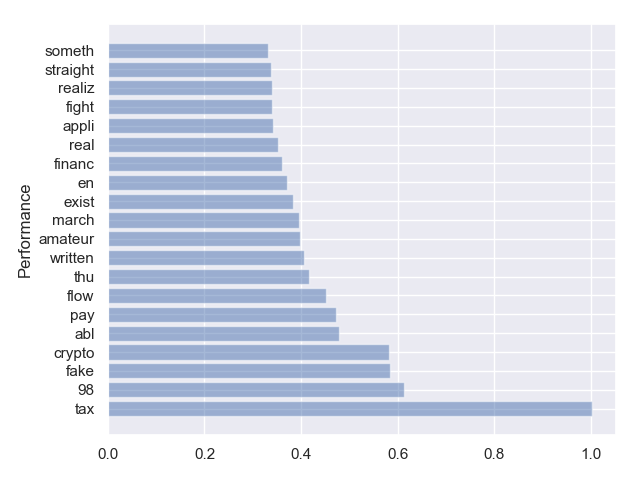 someth
straight
realiz
fight
appli
real
financ
en
exist
march
amateur
written
thu
flow
pay
abl
crypto
fake
98
tax
Performance
0.0 0.2 0.4 0.6 0.8 1.0